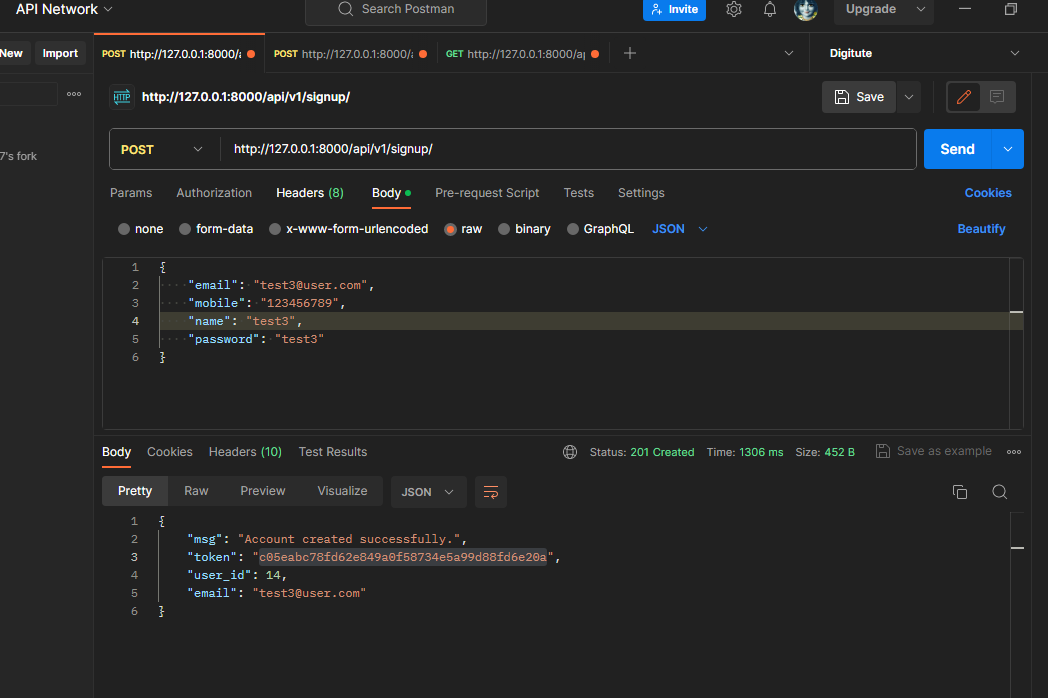 API Network
Search Postman
Invite
Upgrade
New
Import
POST http://127.0.0.1:8000/
POST http://127.0.0.1:8000/
GET http://127.0.0.1:8000/ap
Digitute
HTTP
http://127.0.0.1:8000/api/v1/signup/
Save
7's fork
POST
http://127.0.0.1:8000/api/v1/signup/
Send
Params
Authorization
Headers (8)
Body
Pre-request Script
Tests
Settings
Cookies
none
form-data
x-www-form-urlencoded
raw
binary
GraphQL
JSON
Beautify
1 {
2 "email": "test3@user.com",
3 "mobile": "123456789",
4 "name": "test3",
5 "password": "test3"
6 }
Body
Cookies
Headers (10)
Test Results
Status: 201 Created
Time: 1306 ms
Size: 452 B
Save as example
Pretty
Raw
Preview
Visualize
JSON
1 {
2 "msg": "Account created successfully.",
3 "token": "c05eabc78fd62e849a0f58734e5a99d88fd6e20a",
4 "user_id": 14,
5 "email": "test3@user.com"
6 }